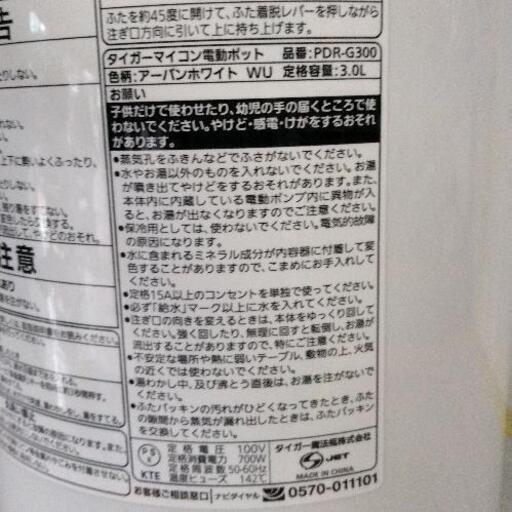 告
ふたを約45度に開けて、ふた着脱レバーを押しながら
注ぎ口方向に引いて上に持ち上げます。
タイガーマイコン電動ポット 品番:PDR-G300
色柄:アーバンホワイト WU 定格容量:3.0L
お願い
子供だけで使わせたり、幼児の手の届くところで使
わないでください。やけど・感電・けがをするおそれ
があります。
●蒸気孔をふきんなどでふさがないでください。
●水やお湯以外のものを入れないでください。お湯
が噴き出てやけどをするおそれがあります。また、
本体内に内蔵している電動ポンプ内に異物が入
ると、お湯が出なくなりますのでご注意ください。
●保冷用としては、使わないでください。電気的故障
の原因になります。
●水に含まれるミネラル成分が内容器に付着して変
色することがありますので、こまめにお手入れして
ください。
●定格15A以上のコンセントを単独で使ってください。
●必ず「給水」マーク以下に水を入れてください。
●注ぎ口の向きを変えるときは、本体をゆっくり回して
ください。強く回したり、無理に回すと転倒し、お湯が
流出することがありますので、特にご注意ください。
●不安定な場所や熱に弱いテーブル、敷物の上、火気
の近くでは使わないでください。
●湯わかし中、及び沸とう直後は、お湯を注がないで
ください。
●ふたパッキンの汚れがひどくなってきたとき、ふた
の隙間から蒸気が漏れ出したときは、ふたパッキン
を交換してください。
PSE
KTE
定格電圧 100V
定格消費電力 700W
定格周波数 50-60Hz
温度ヒューズ 142℃
タイガー魔法瓶株式会社
JET
MADE IN CHINA
お客様ご相談窓口 ナビダイヤル 0570-011101
注意